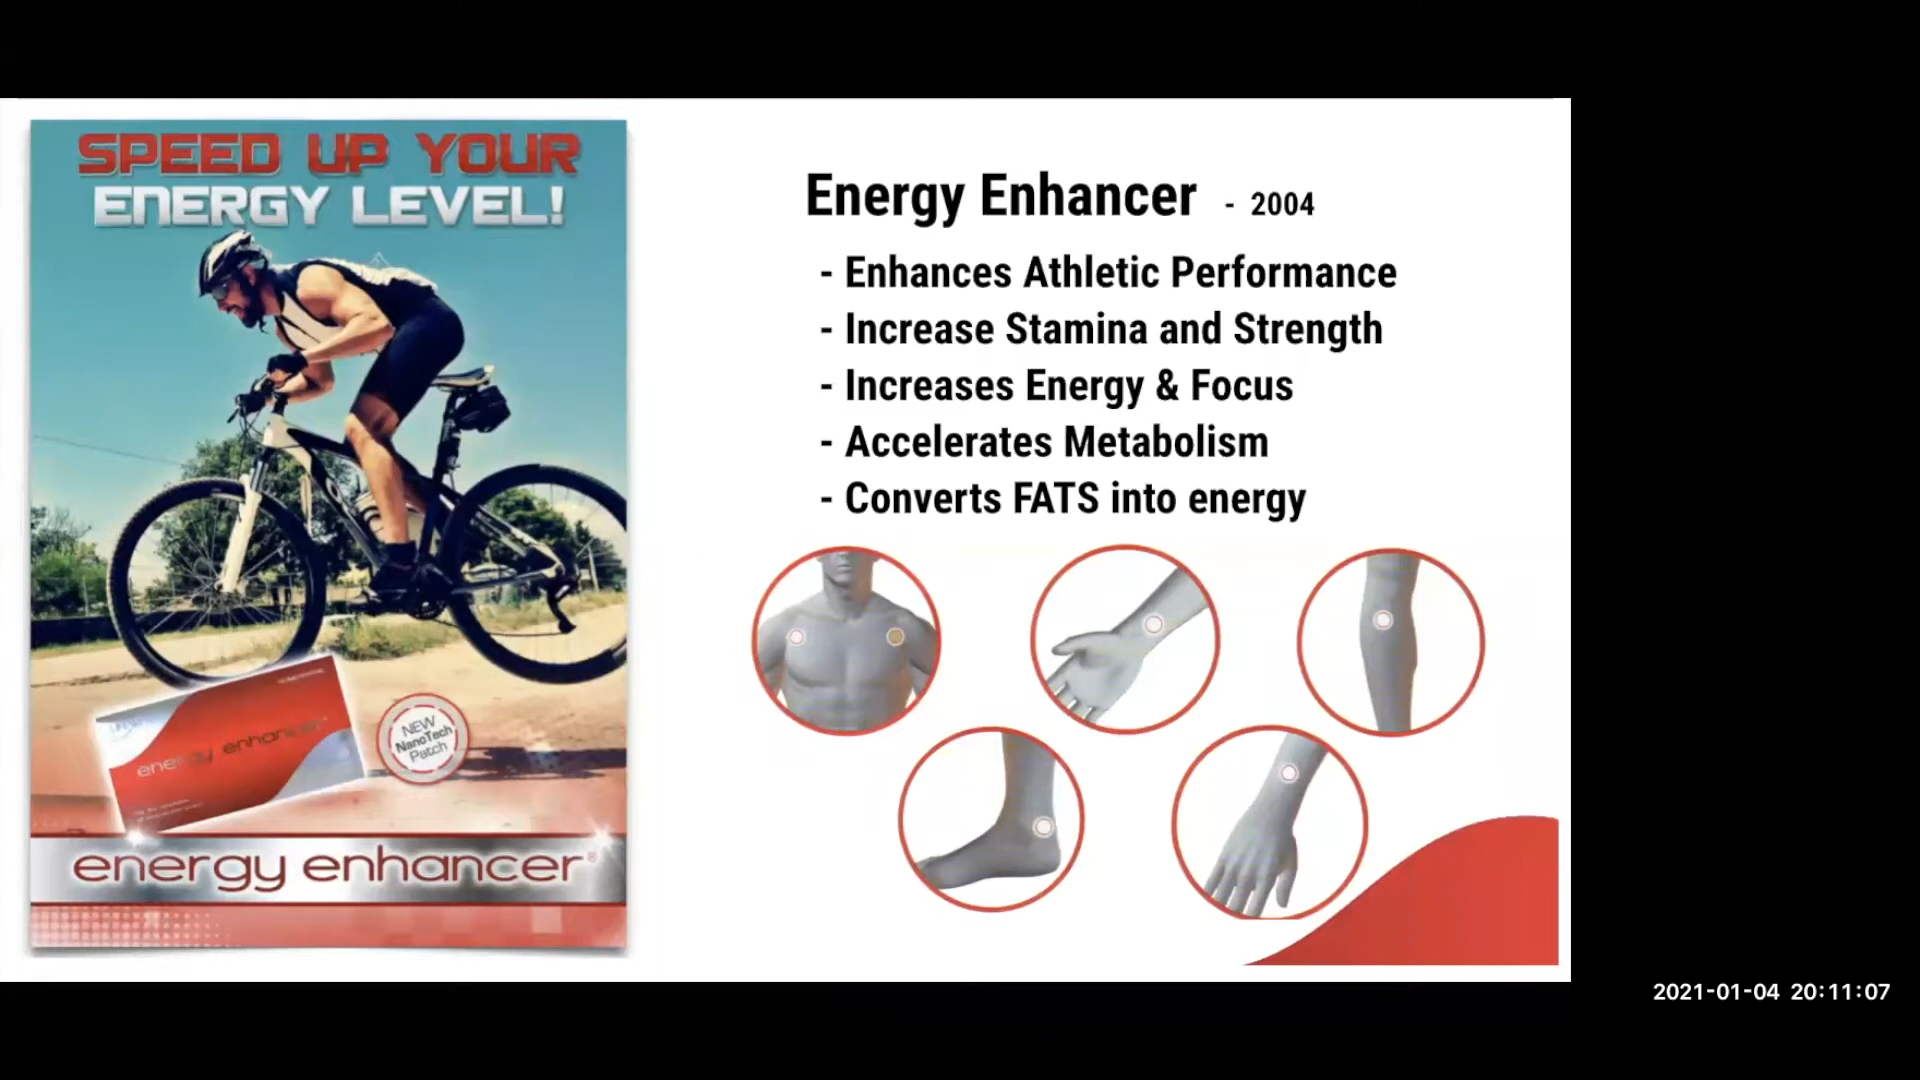 SPEED UP YOUR
ENERGY LEVEL!
energy enhancer
NEW
NanoTech
Patch
energy enhancer
Energy Enhancer - 2004
- Enhances Athletic Performance
- Increase Stamina and Strength
- Increases Energy & Focus
- Accelerates Metabolism
- Converts FATS into energy
2021-01-04 20:11:07